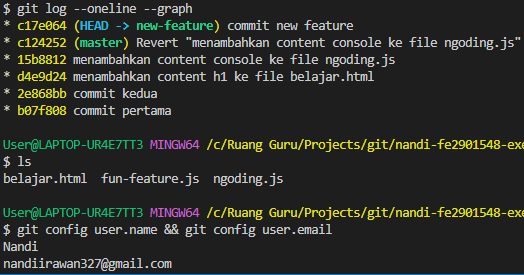 $ git log --oneline --graph
* c17e064 (HEAD -> new-feature) commit new feature
* c124252 (master) Revert "menambahkan content console ke file ngoding.js"
* 15b8812 menambahkan content console ke file ngoding.js
* d4e9d24 menambahkan content h1 ke file belajar.html
* 2e868bb commit kedua
* b07f808 commit pertama
User@LAPTOP-UR4E7TT3 MINGW64 /c/Ruang Guru/Projects/git/nandi-fe2901548-exe
$ ls
belajar.html  fun-feature.js  ngoding.js
User@LAPTOP-UR4E7TT3 MINGW64 /c/Ruang Guru/Projects/git/nandi-fe2901548-exe
$ git config user.name && git config user.email
Nandi
nandiirawan327@gmail.com